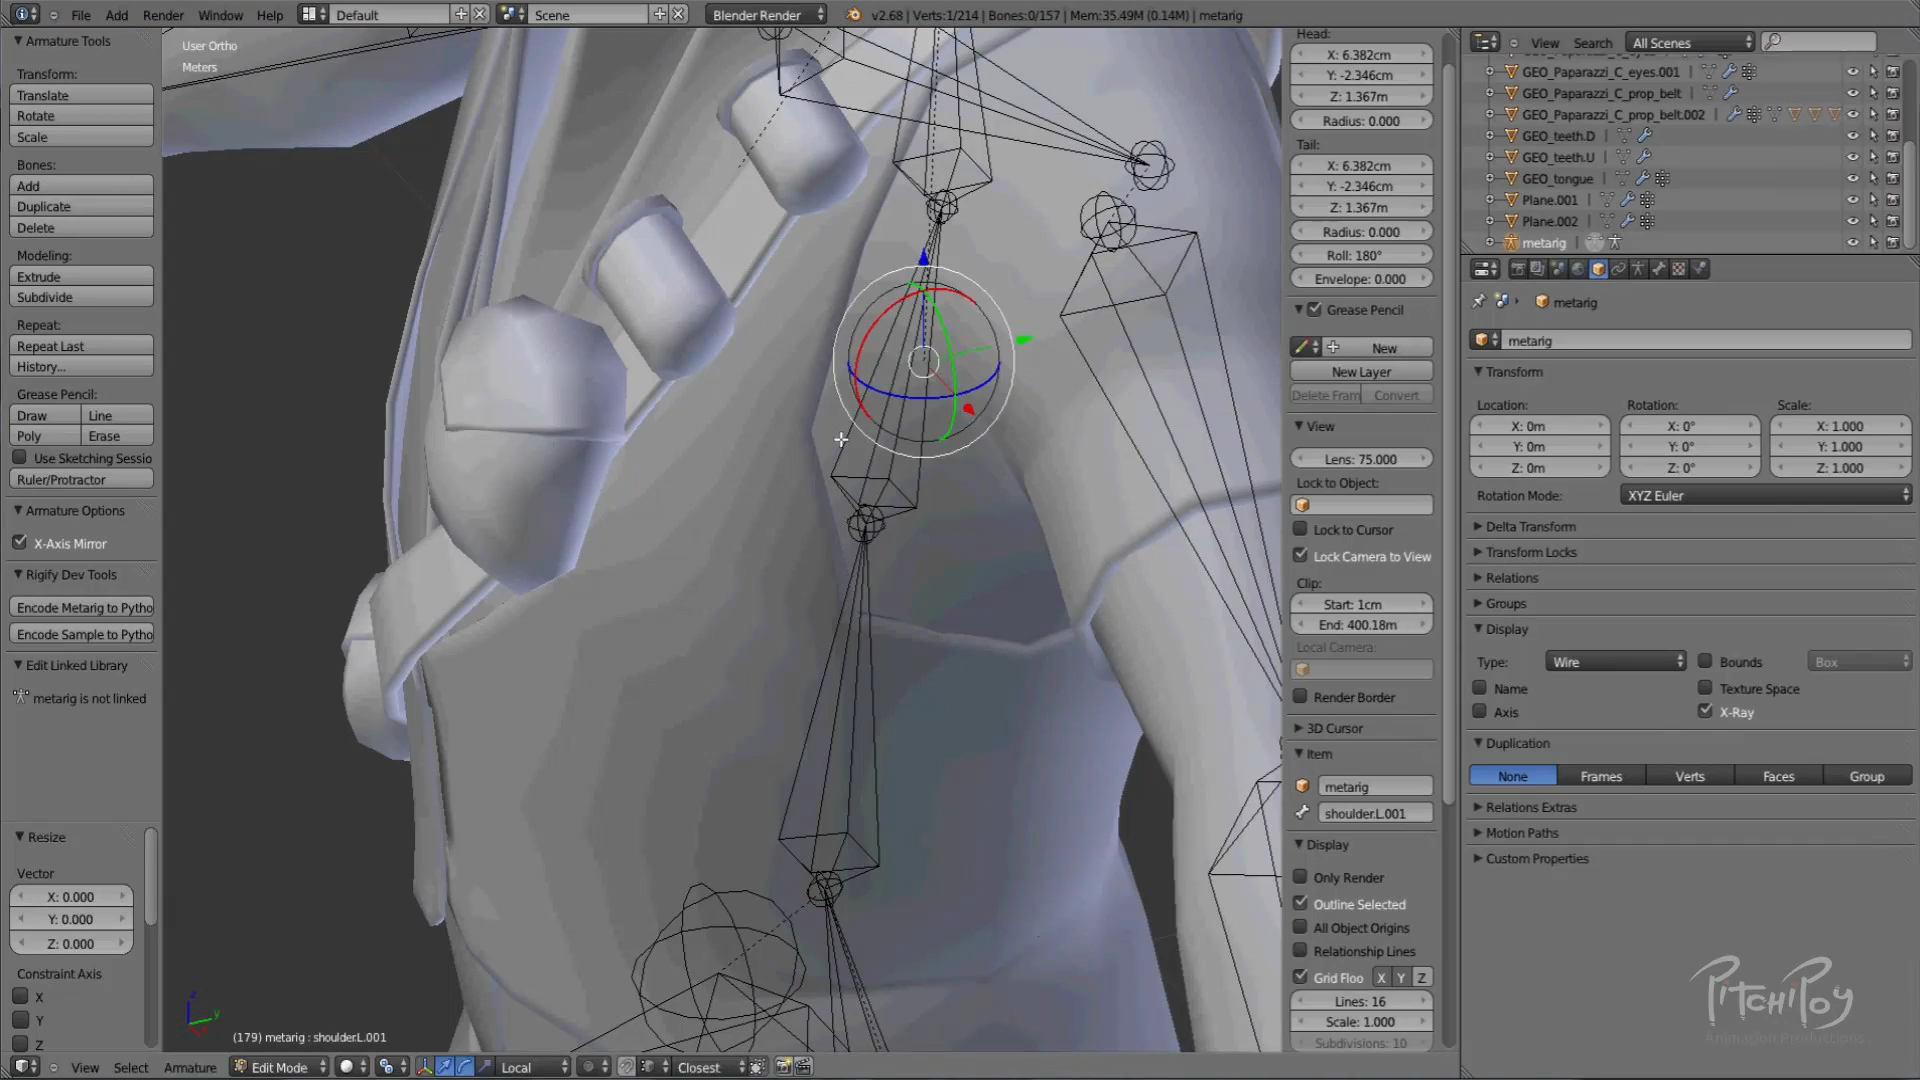 File Add Render Window Help Default Scene Blender Render v2.68 | Verts:1/214 | Bones:0/157 | Mem:35.49M (0.14M) | metarig
Armature Tools
Transform:
Translate
Rotate
Scale
Bones:
Add
Duplicate
Delete
Modeling:
Extrude
Subdivide
Repeat:
Repeat Last
History...
Grease Pencil:
Draw Line
Poly Erase
Use Sketching Sessio
Ruler/Protractor
Armature Options
X-Axis Mirror
Rigify Dev Tools
Encode Metarig to Pytho
Encode Sample to Pytho
Edit Linked Library
metarig is not linked
Resize
Vector
X: 0.000
Y: 0.000
Z: 0.000
Constraint Axis
X
Y
Z
User Ortho
Meters
(179) metarig : shoulder.L.001
View Select Armature Edit Mode Local Closest
Head:
X: 6.382cm
Y: -2.346cm
Z: 1.367m
Radius: 0.000
Tail:
X: 6.382cm
Y: -2.346cm
Z: 1.367m
Radius: 0.000
Roll: 180°
Envelope: 0.000
Grease Pencil
New
New Layer
Delete Fram Convert
View
Lens: 75.000
Lock to Object:
Lock to Cursor
Lock Camera to View
Clip:
Start: 1cm
End: 400.18m
Local Camera:
Render Border
3D Cursor
Item
metarig
shoulder.L.001
Display
Only Render
Outline Selected
All Object Origins
Relationship Lines
Grid Floo X Y Z
Lines: 16
Scale: 1.000
Subdivisions: 10
View Search All Scenes
GEO_Paparazzi_C_eyes.001
GEO_Paparazzi_C_prop_belt
GEO_Paparazzi_C_prop_belt.002
GEO_teeth.D
GEO_teeth.U
GEO_tongue
Plane.001
Plane.002
metarig
metarig
metarig
Transform
Location: Rotation: Scale:
X: 0m X: 0° X: 1.000
Y: 0m Y: 0° Y: 1.000
Z: 0m Z: 0° Z: 1.000
Rotation Mode: XYZ Euler
Delta Transform
Transform Locks
Relations
Groups
Display
Type: Wire Bounds Box
Name Texture Space
Axis X-Ray
Duplication
None Frames Verts Faces Group
Relations Extras
Motion Paths
Custom Properties
PitchiPoy
Animation Productions